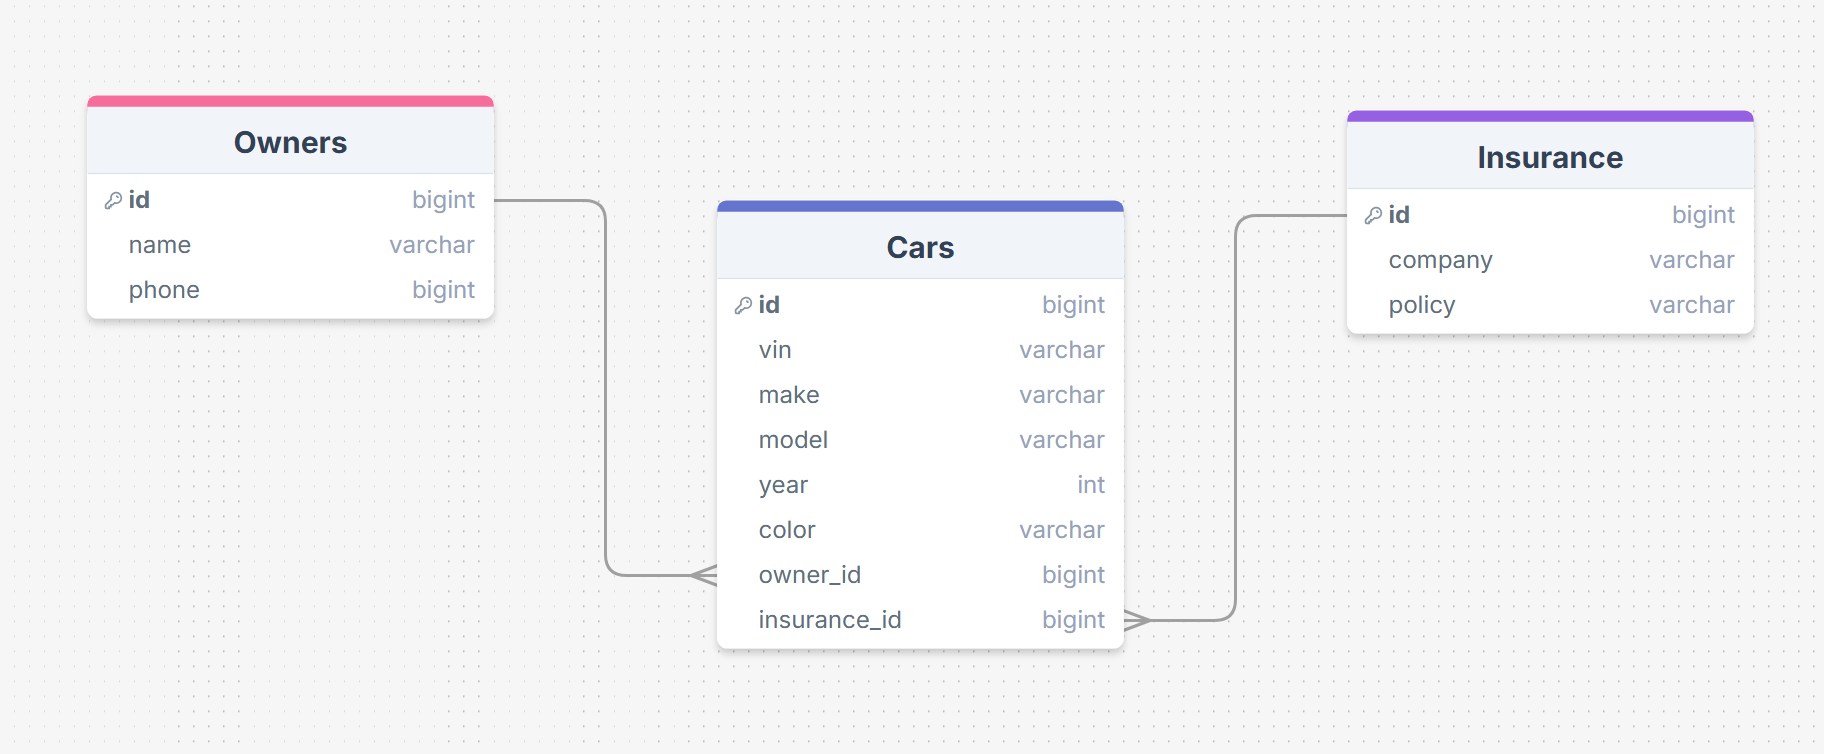 Owners
id bigint
name varchar
phone bigint
Cars
id bigint
vin varchar
make varchar
model varchar
year int
color varchar
owner_id bigint
insurance_id bigint
Insurance
id bigint
company varchar
policy varchar